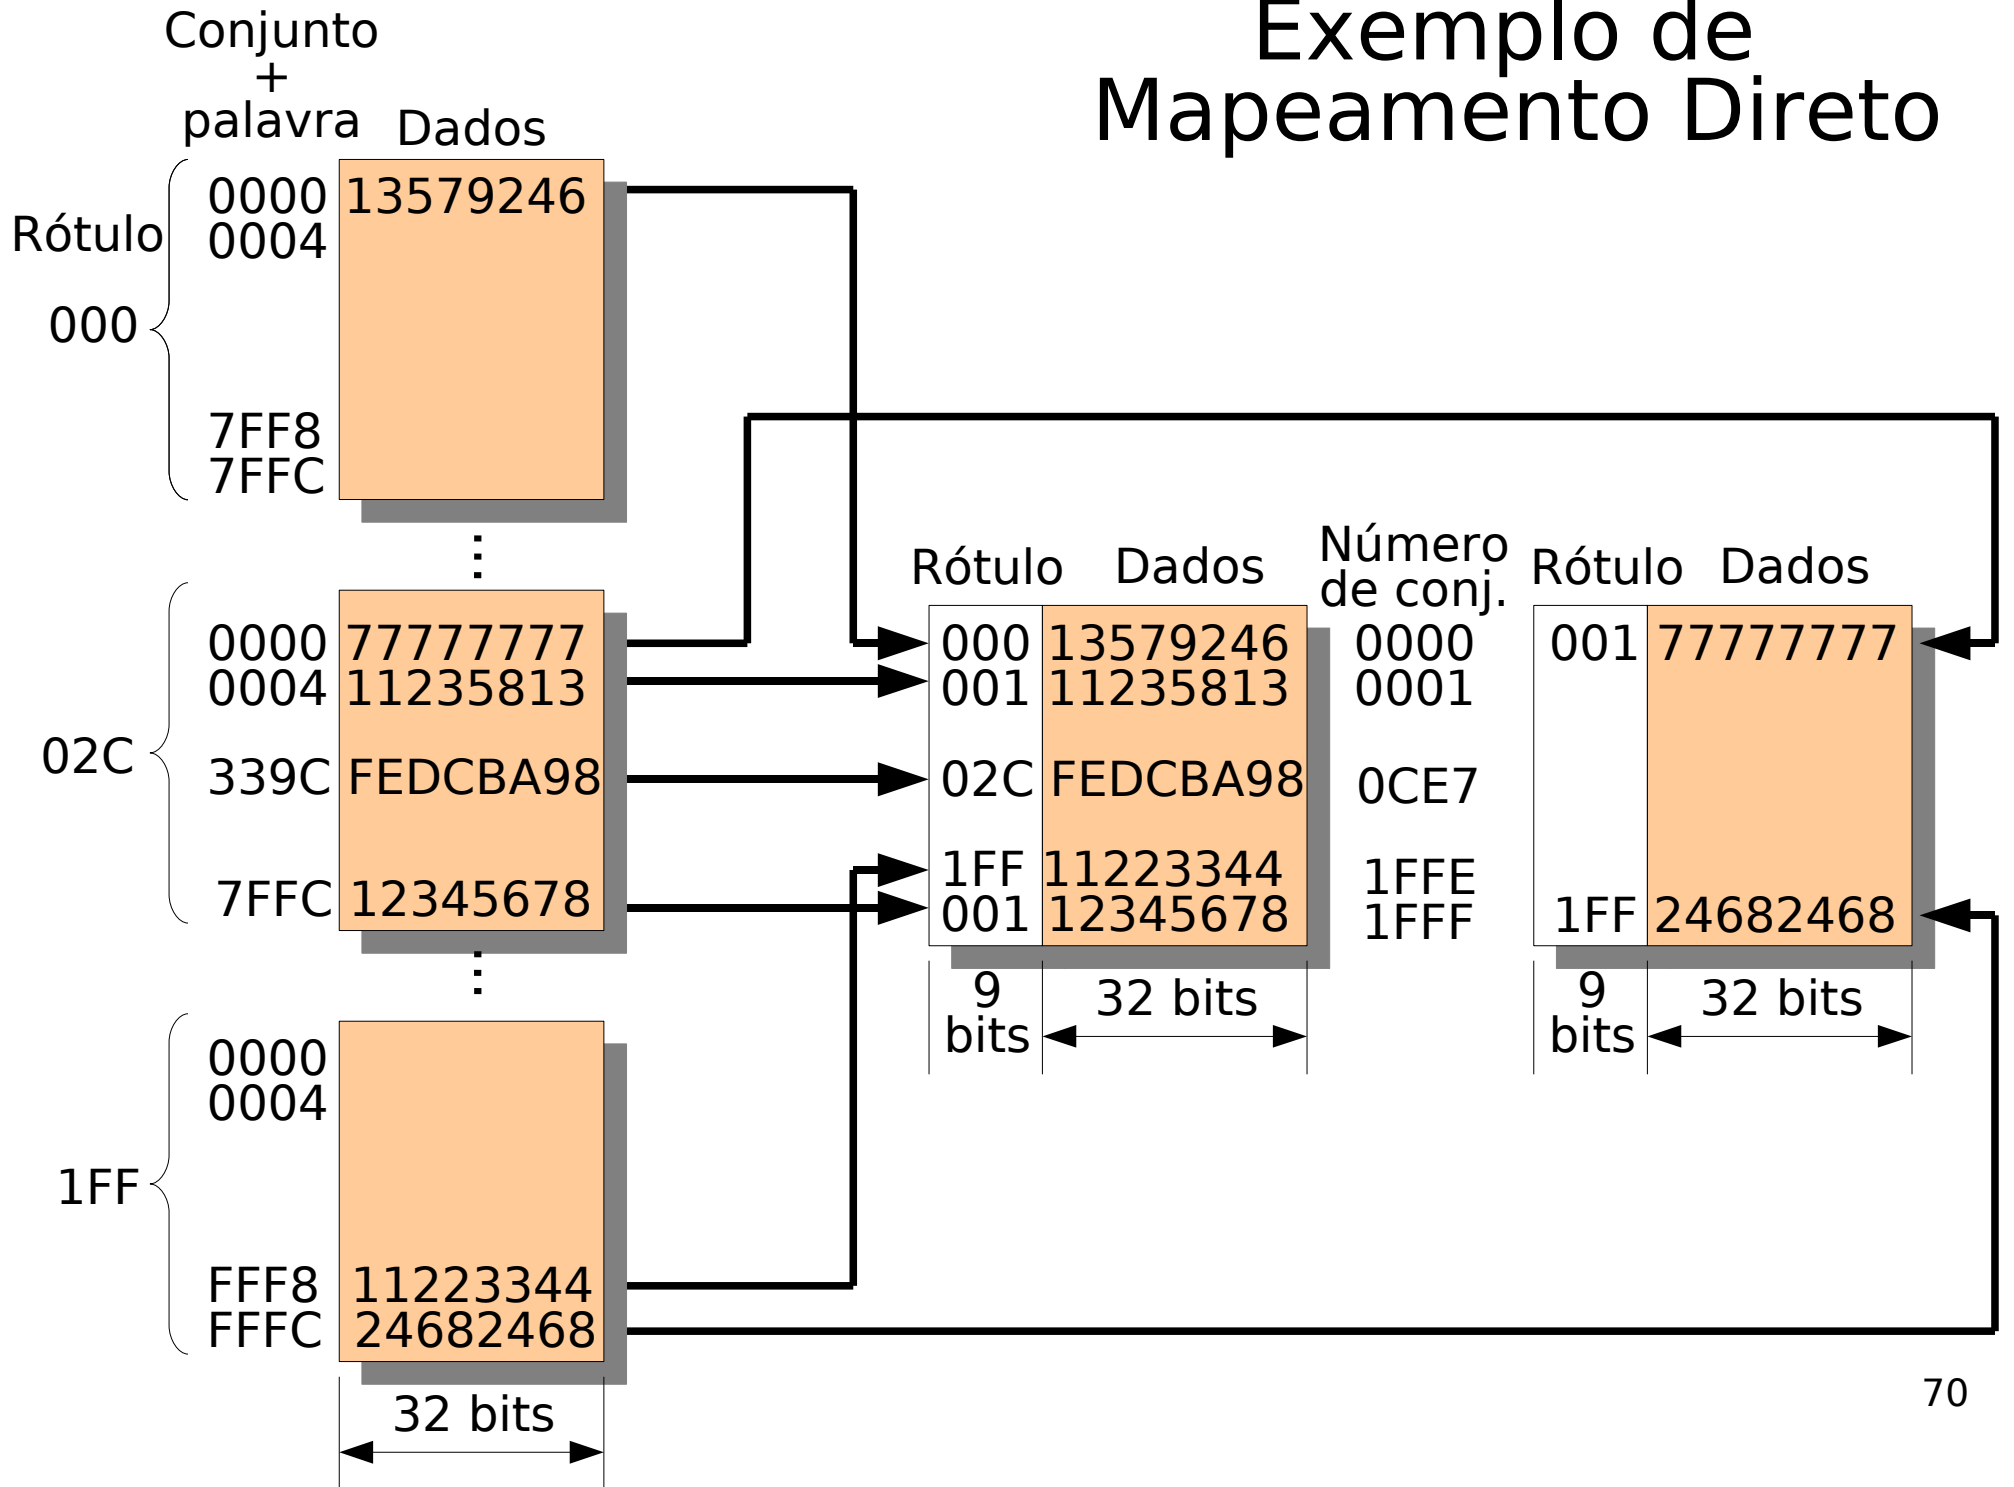 Exemplo de
Mapeamento Direto
Conjunto
+
palavra
Dados
Rótulo
000
0000 13579246
0004
7FF8
7FFC
...
02C
0000 77777777
0004 11235813
339C FEDCBA98
7FFC 12345678
...
1FF
0000
0004
FFF8 11223344
FFFC 24682468
32 bits
Rótulo Dados
000 13579246
001 11235813
02C FEDCBA98
1FF 11223344
001 12345678
9
bits
32 bits
Número
de conj.
0000
0001
0CE7
1FFE
1FFF
Rótulo Dados
001 77777777
1FF 24682468
9
bits
32 bits
70